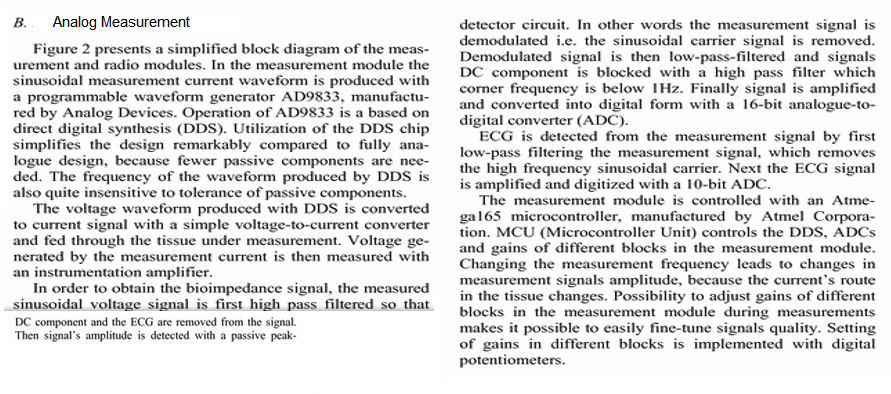 B. Analog Measurement
Figure 2 presents a simplified block diagram of the meas-
urement and radio modules. In the measurement module the
sinusoidal measurement current waveform is produced with
a programmable waveform generator AD9833, manufactu-
red by Analog Devices. Operation of AD9833 is a based on
direct digital synthesis (DDS). Utilization of the DDS chip
simplifies the design remarkably compared to fully ana-
logue design, because fewer passive components are nee-
ded. The frequency of the waveform produced by DDS is
also quite insensitive to tolerance of passive components.
The voltage waveform produced with DDS is converted
to current signal with a simple voltage-to-current converter
and fed through the tissue under measurement. Voltage ge-
nerated by the measurement current is then measured with
an instrumentation amplifier.
In order to obtain the bioimpedance signal, the measured
sinusoidal voltage signal is first high pass filtered so that
DC component and the ECG are removed from the signal.
Then signal's amplitude is detected with a passive peak-
detector circuit. In other words the measurement signal is
demodulated i.e. the sinusoidal carrier signal is removed.
Demodulated signal is then low-pass-filtered and signals
DC component is blocked with a high pass filter which
corner frequency is below 1Hz. Finally signal is amplified
and converted into digital form with a 16-bit analogue-to-
digital converter (ADC).
ECG is detected from the measurement signal by first
low-pass filtering the measurement signal, which removes
the high frequency sinusoidal carrier. Next the ECG signal
is amplified and digitized with a 10-bit ADC.
The measurement module is controlled with an Atme-
ga165 microcontroller, manufactured by Atmel Corpora-
tion. MCU (Microcontroller Unit) controls the DDS, ADCs
and gains of different blocks in the measurement module.
Changing the measurement frequency leads to changes in
measurement signals amplitude, because the current's route
in the tissue changes. Possibility to adjust gains of different
blocks in the measurement module during measurements
makes it possible to easily fine-tune signals quality. Setting
of gains in different blocks is implemented with digital
potentiometers.